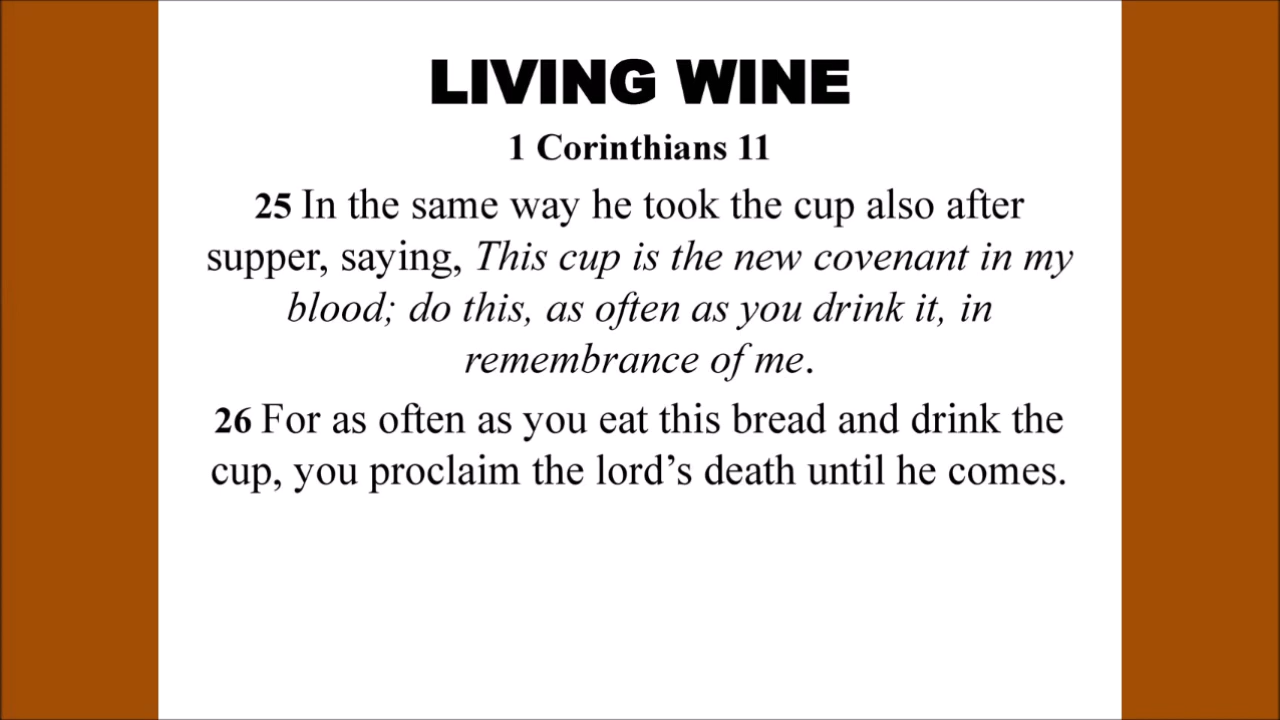 LIVING WINE
1 Corinthians 11
25 In the same way he took the cup also after
supper, saying, This cup is the new covenant in my
blood; do this, as often as you drink it, in
remembrance of me.
26 For as often as you eat this bread and drink the
cup, you proclaim the lord’s death until he comes.